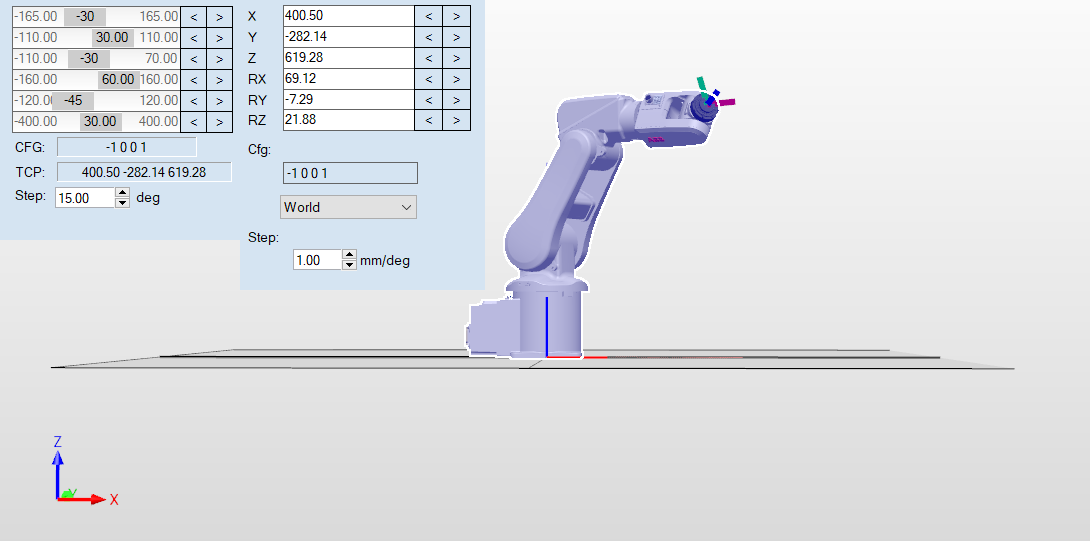 -165.00 -30 165.00 < >
-110.00 30.00 110.00 < >
-110.00 -30 70.00 < >
-160.00 60.00 160.00 < >
-120.00 -45 120.00 < >
-400.00 30.00 400.00 < >
CFG: -1 0 0 1
TCP: 400.50 -282.14 619.28
Step: 15.00 deg
X 400.50 < >
Y -282.14 < >
Z 619.28 < >
RX 69.12 < >
RY -7.29 < >
RZ 21.88 < >
Cfg:
-1 0 0 1
World
Step:
1.00 mm/deg
Z
Y
X